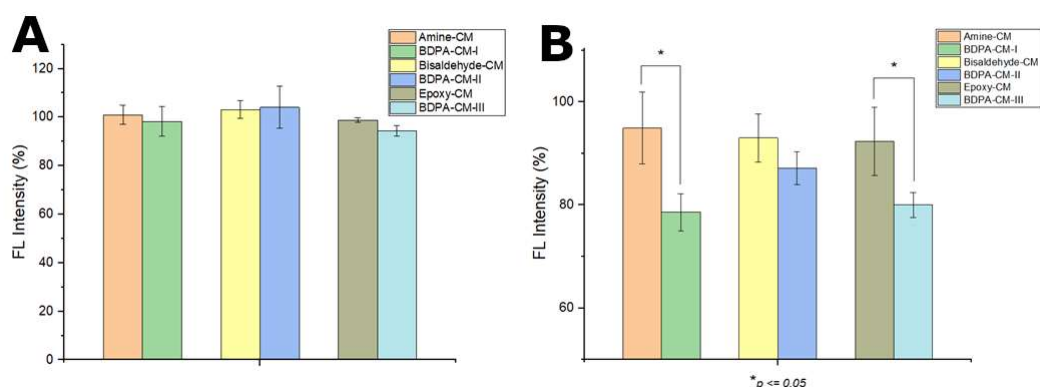 A
Amine-CM
BDPA-CM-I
Bisaldehyde-CM
BDPA-CM-II
Epoxy-CM
BDPA-CM-III
FL Intensity (%)
120
100
80
60
40
20
0
B
Amine-CM
BDPA-CM-I
Bisaldehyde-CM
BDPA-CM-II
Epoxy-CM
BDPA-CM-III
FL Intensity (%)
100
80
60
*
*
*p <= 0.05